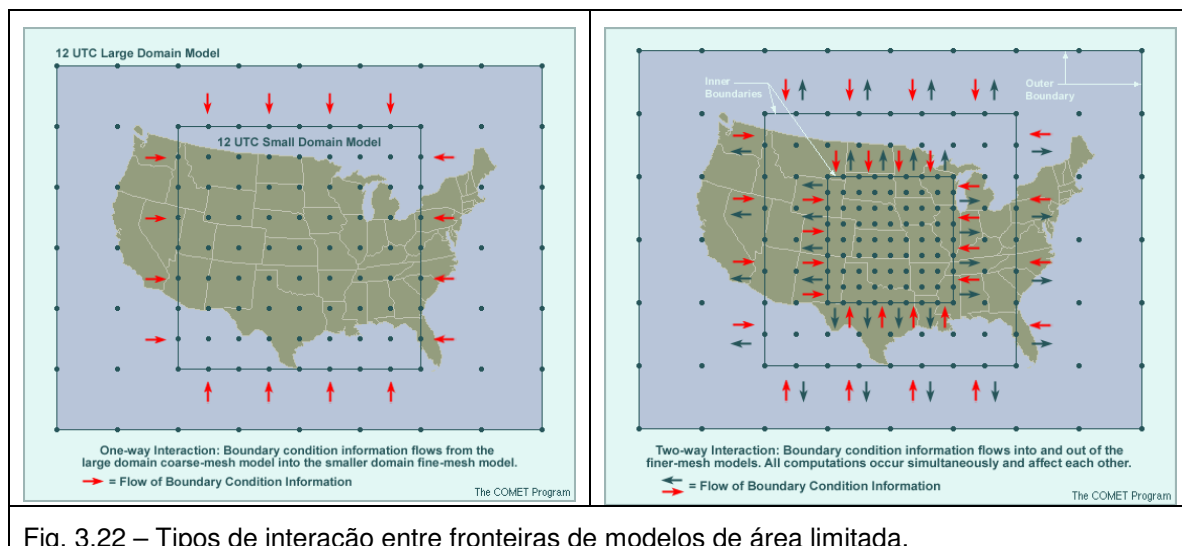 12 UTC Large Domain Model
12 UTC Small Domain Model
One-way Interaction: Boundary condition information flows from the
large domain coarse-mesh model into the smaller domain fine-mesh model.
= Flow of Boundary Condition Information
The COMET Program
Inner
Boundaries
Outer
Boundary
Two-way Interaction: Boundary condition information flows into and out of the
finer-mesh models. All computations occur simultaneously and affect each other.
= Flow of Boundary Condition Information
The COMET Program
Fig. 3.22 – Tipos de interação entre fronteiras de modelos de área limitada.